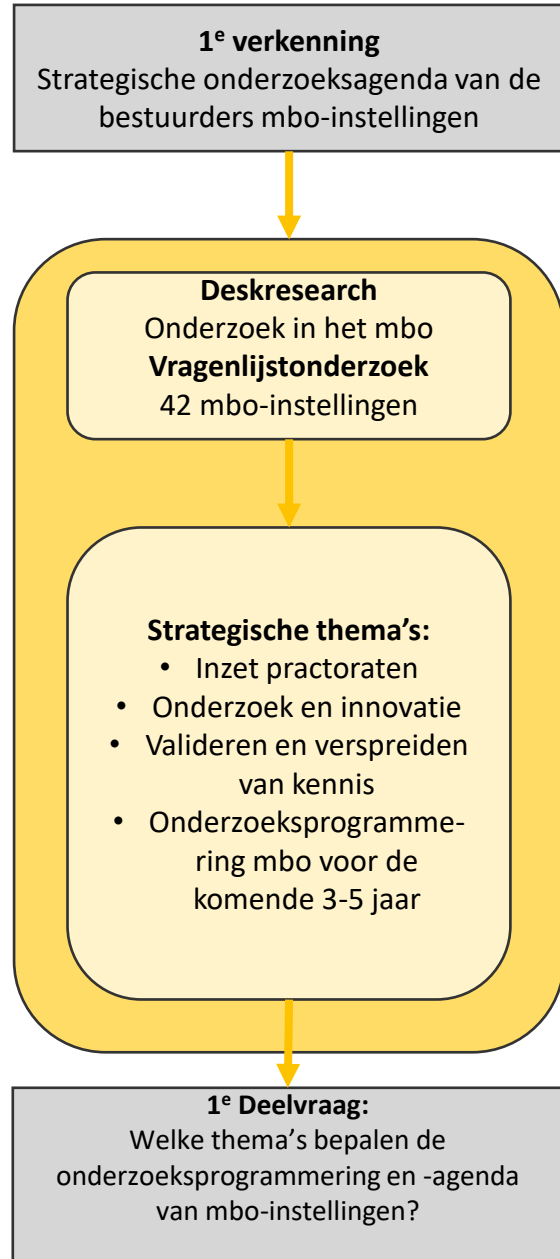 1e verkenning
Strategische onderzoeksagenda van de
bestuurders mbo-instellingen
Deskresearch
Onderzoek in het mbo
Vragenlijstonderzoek
42 mbo-instellingen
Strategische thema's:
• Inzet practoraten
• Onderzoek en innovatie
• Valideren en verspreiden
van kennis
• Onderzoeksprogramme-
ring mbo voor de
komende 3-5 jaar
1e Deelvraag:
Welke thema's bepalen de
onderzoeksprogrammering en -agenda
van mbo-instellingen?